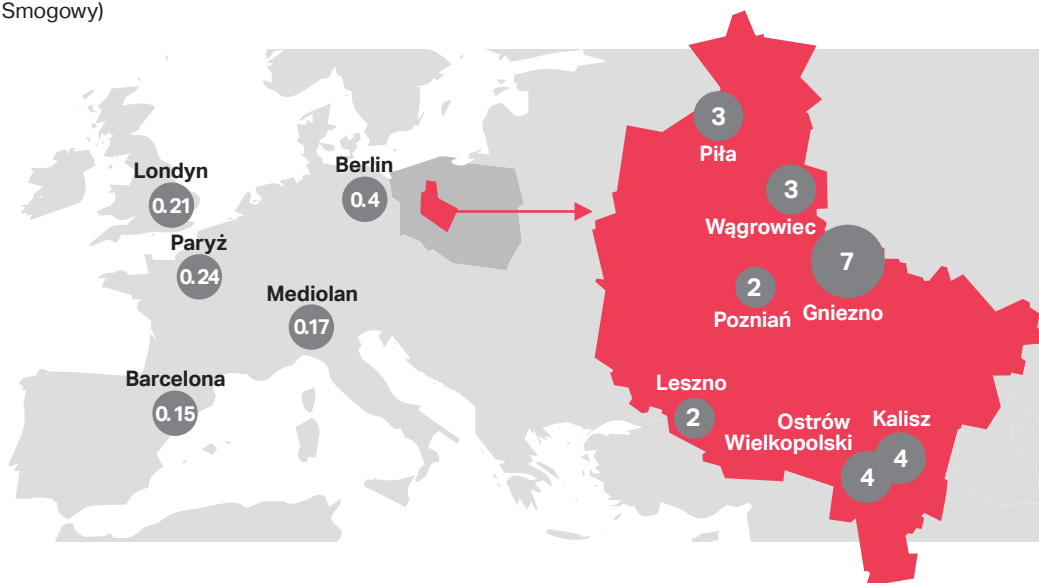 Smogowy)
Londyn
0.21
Berlin
0.4
Paryż
0.24
Mediolan
0.17
Barcelona
0.15
3
Piła
3
Wągrowiec
7
Gniezno
2
Pozniań
Leszno
2
Ostrów
Wielkopolski
4
Kalisz
4